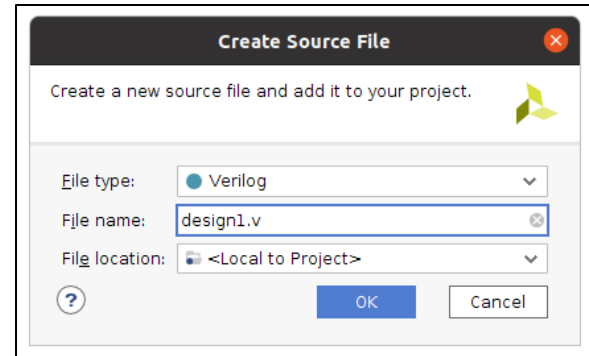 Create Source File
Create a new source file and add it to your project.
File type: Verilog
File name: design1.v
File location: <Local to Project>
? OK Cancel